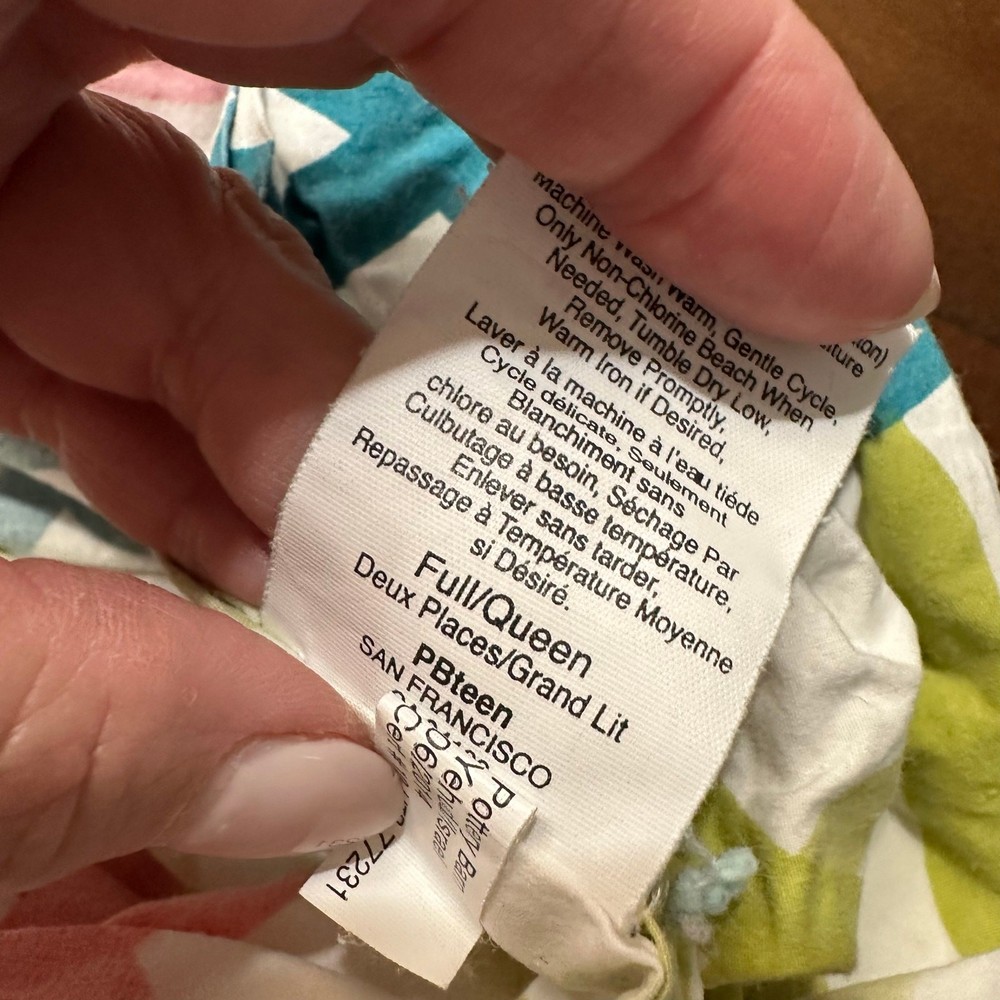 tion)
iture
Machine Wash Warm, Gentle Cycle,
Only Non-Chlorine Beach When
Needed, Tumble Dry Low,
Remove Promptly,
Warm Iron if Desired,
Laver à la machine à l'eau tiéde
Cycle délicate, Seulement
Blanchiment sans
chlore au besoin, Séchage Par
Culbutage à basse température,
Enlever sans tarder,
Repassage à Température Moyenne
si Désiré.
Full/Queen
Deux Places/Grand Lit
PBteen
SAN FRANCISCO
Pottery Barn
77231